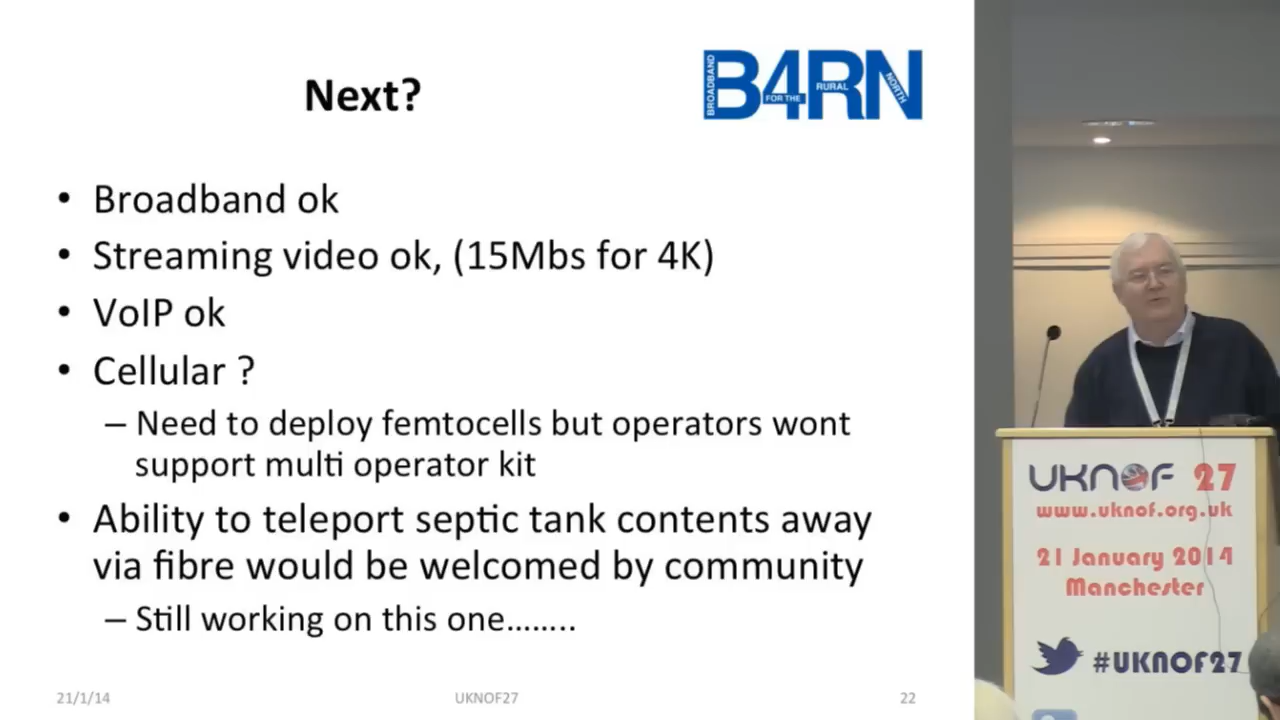 Next?
BROADBAND
B4RN
FOR THE
RURAL
NORTH
• Broadband ok
• Streaming video ok, (15Mbs for 4K)
• VoIP ok
• Cellular ?
– Need to deploy femtocells but operators wont
support multi operator kit
• Ability to teleport septic tank contents away
via fibre would be welcomed by community
– Still working on this one........
21/1/14
UKNOF27
22
UKNOF 27
www.uknof.org.uk
21 January 2014
Manchester
#UKNOF27